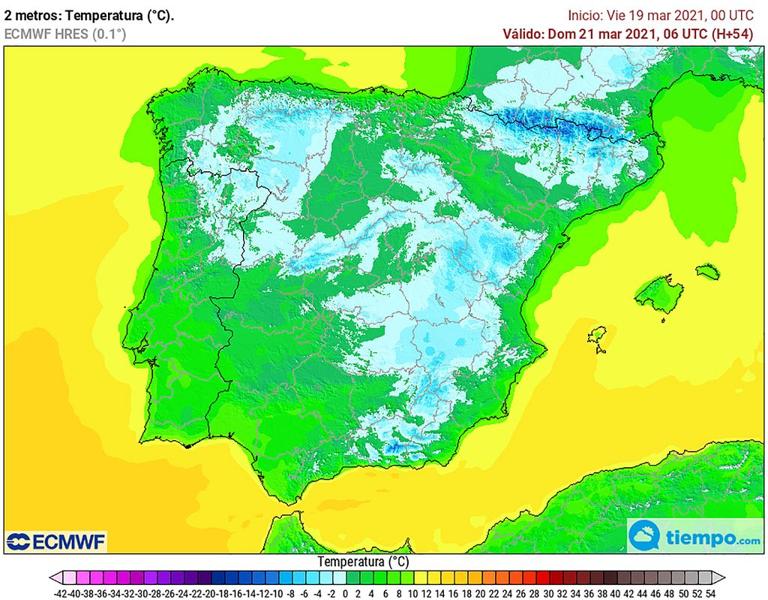 2 metros: Temperatura (°C).
Inicio: Vie 19 mar 2021, 00 UTC
ECMWF HRES (0.1°)
Válido: Dom 21 mar 2021, 06 UTC (H+54)
ECMWF
tiempo.com
Temperatura (°C)
-42 -40 -38 -36 -34 -32 -30 -28 -26 -24 -22 -20 -18 -16 -14 -12 -10 -8 -6 -4 -2 0 2 4 6 8 10 12 14 16 18 20 22 24 26 28 30 32 34 36 38 40 42 44 46 48 50 52 54